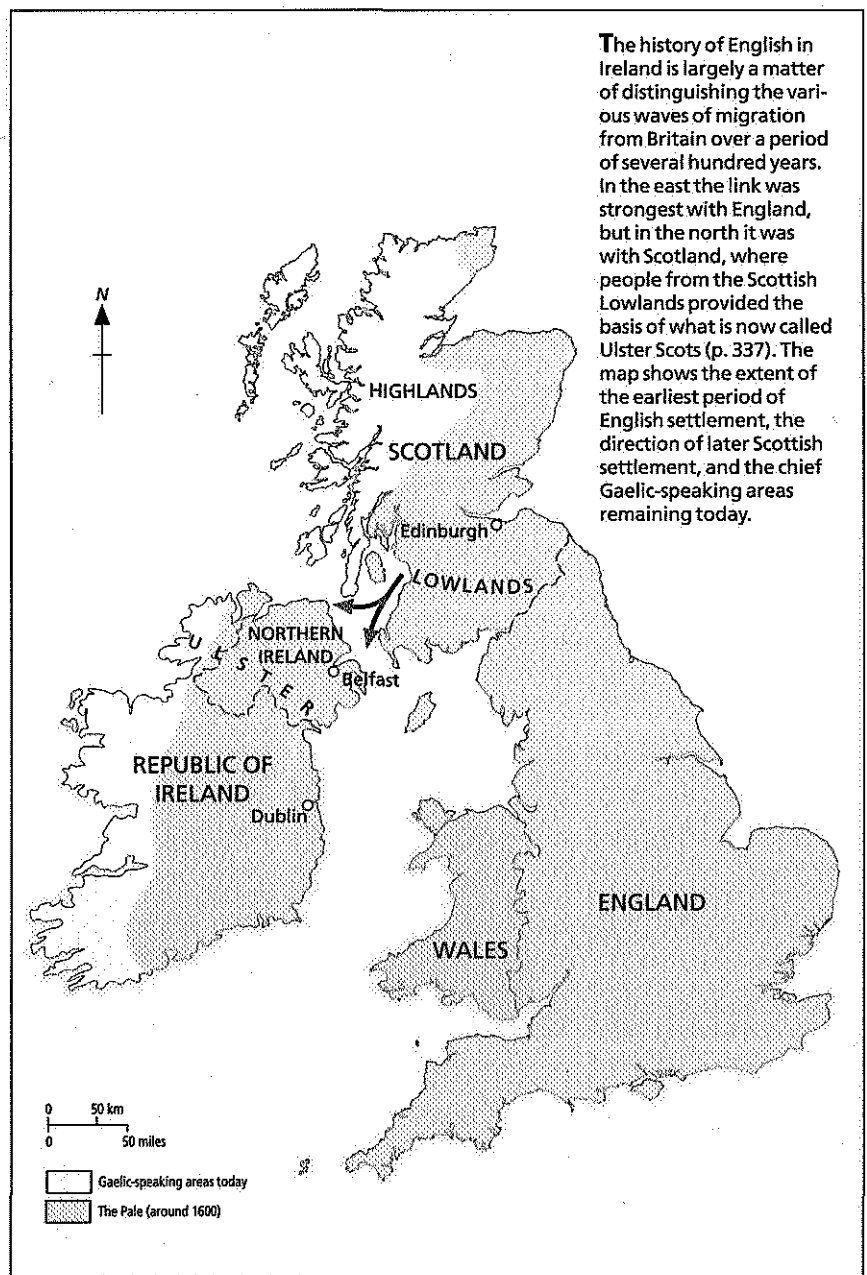 The history of English in
Ireland is largely a matter
of distinguishing the vari-
ous waves of migration
from Britain over a period
of several hundred years.
In the east the link was
strongest with England,
but in the north it was
with Scotland, where
people from the Scottish
Lowlands provided the
basis of what is now called
Ulster Scots (p. 337). The
map shows the extent of
the earliest period of
English settlement, the
direction of later Scottish
settlement, and the chief
Gaelic-speaking areas
remaining today.
N
HIGHLANDS
SCOTLAND
Edinburgh
LOWLANDS
NORTHERN
IRELAND
ULSTER
Belfast
REPUBLIC OF
IRELAND
Dublin
ENGLAND
WALES
0 50 km
0 50 miles
Gaelic-speaking areas today
The Pale (around 1600)